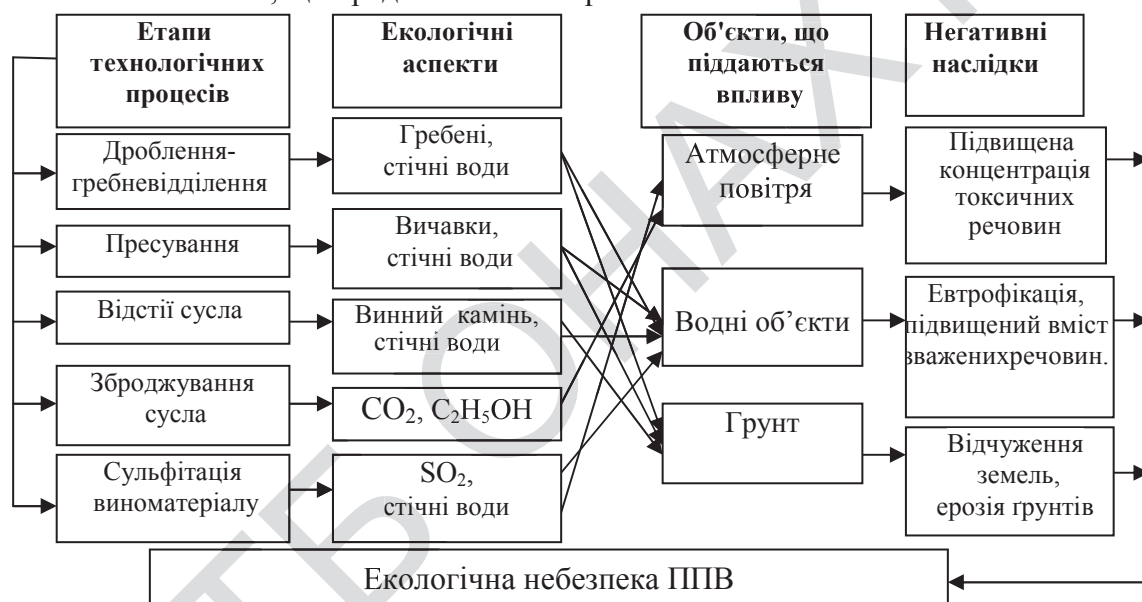 Етапи
технологічних
процесів
Екологічні
аспекти
Об'єкти, що
піддаються
впливу
Негативні
наслідки
Дроблення-
гребневідділення
Гребені,
стічні води
Атмосферне
повітря
Підвищена
концентрація
токсичних
речовин
Пресування
Вичавки,
стічні води
Відстії сусла
Винний камінь,
стічні води
Водні об’єкти
Евтрофікація,
підвищений вміст
зваженихречовин.
Зброджування
сусла
CO2, C2H5OH
Грунт
Відчуження
земель,
ерозія ґрунтів
Сульфітація
виноматеріалу
SO2,
стічні води
Екологічна небезпека ППВ